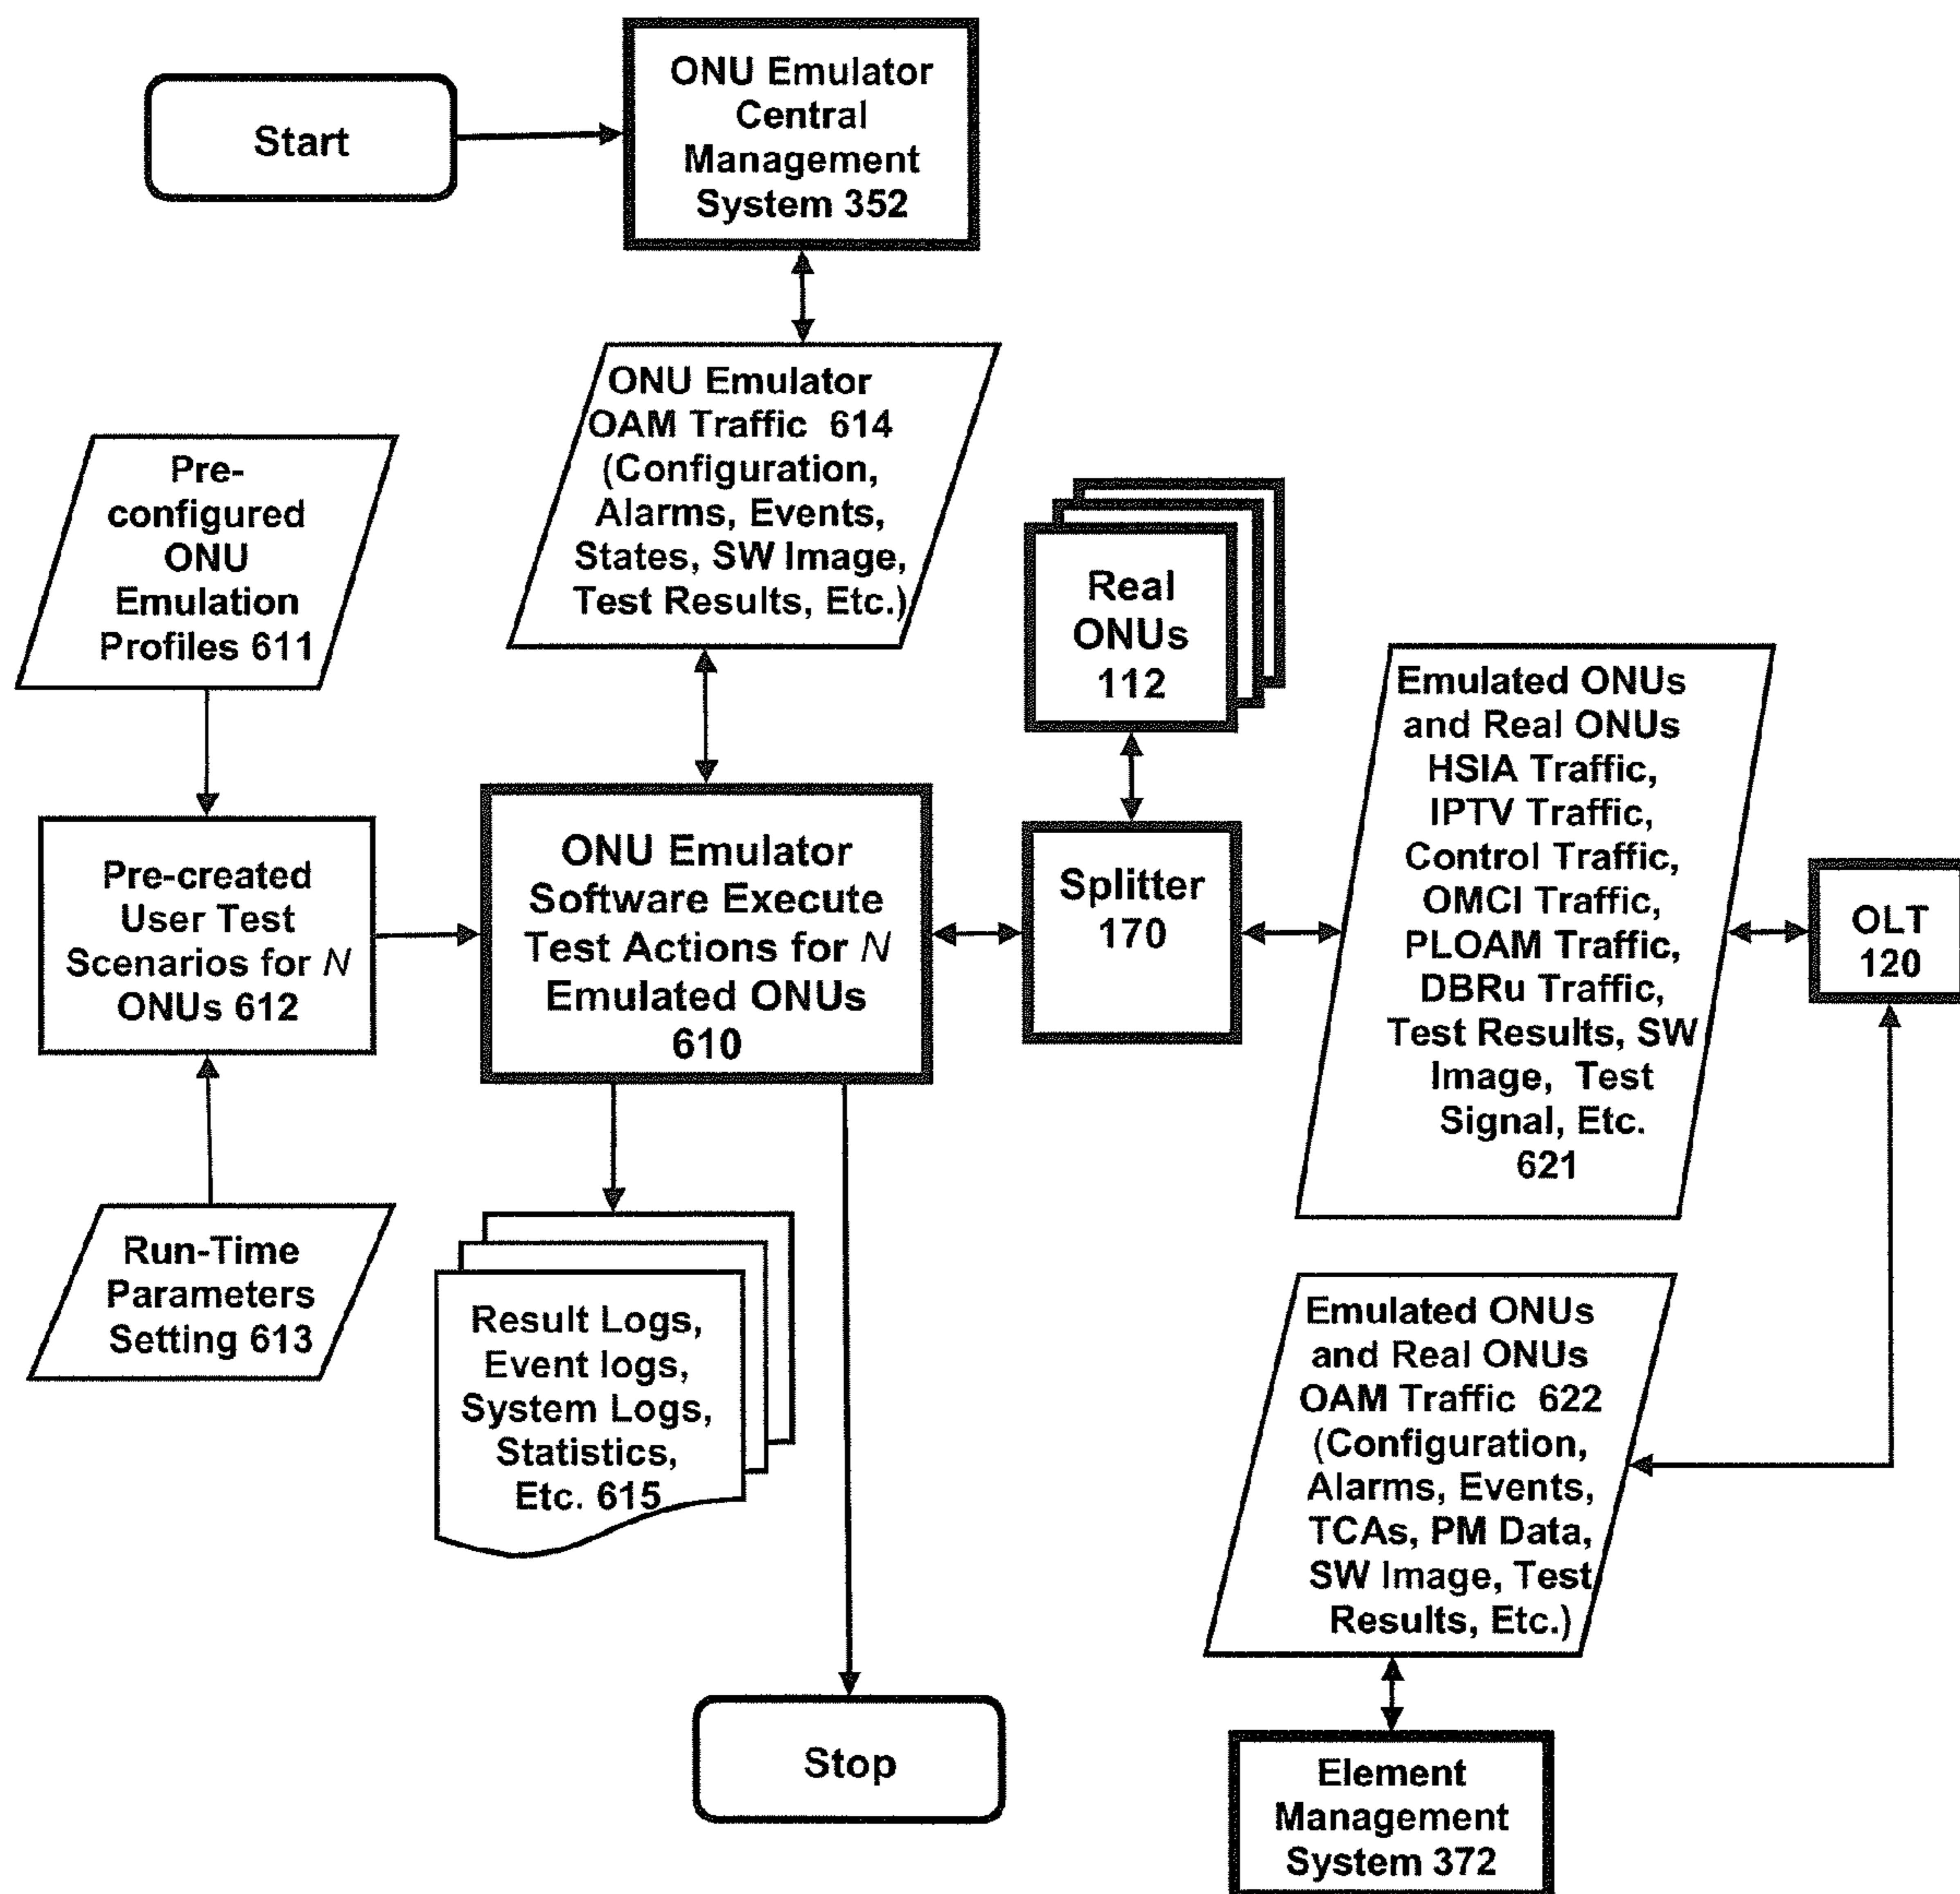 ONU Emulator
Central
Management
System 352
Start
ONU Emulator
OAM Traffic 614
(Configuration,
Alarms, Events,
States, SW Image,
Test Results, Etc.)
Pre-
configured
ONU
Emulation
Profiles 611
Real
ONUs
112
Emulated ONUs
and Real ONUs
HSIA Traffic,
IPTV Traffic,
Control Traffic,
OMCI Traffic,
PLOAM Traffic,
DBRu Traffic,
Test Results, SW
Image, Test
Signal, Etc.
621
Pre-created
User Test
Scenarios for N
ONUs 612
ONU Emulator
Software Execute
Test Actions for N
Emulated ONUs
610
Splitter
170
OLT
120
Run-Time
Parameters
Setting 613
Result Logs,
Event logs,
System Logs,
Statistics,
Etc. 615
Emulated ONUs
and Real ONUs
OAM Traffic 622
(Configuration,
Alarms, Events,
TCAs, PM Data,
SW Image, Test
Results, Etc.)
Stop
Element
Management
System 372